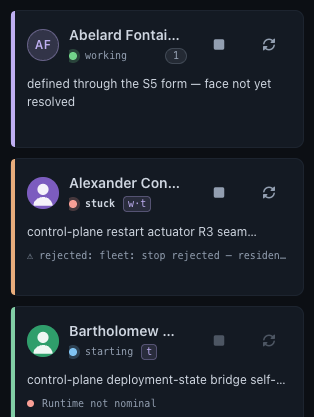 AF
Abelard Fontai...
working
1
defined through the S5 form — face not yet
resolved
Alexander Con...
stuck
w·t
control-plane restart actuator R3 seam...
⚠ rejected: fleet: stop rejected — residen…
Bartholomew ...
starting
t
control-plane deployment-state bridge self-...
Runtime not nominal